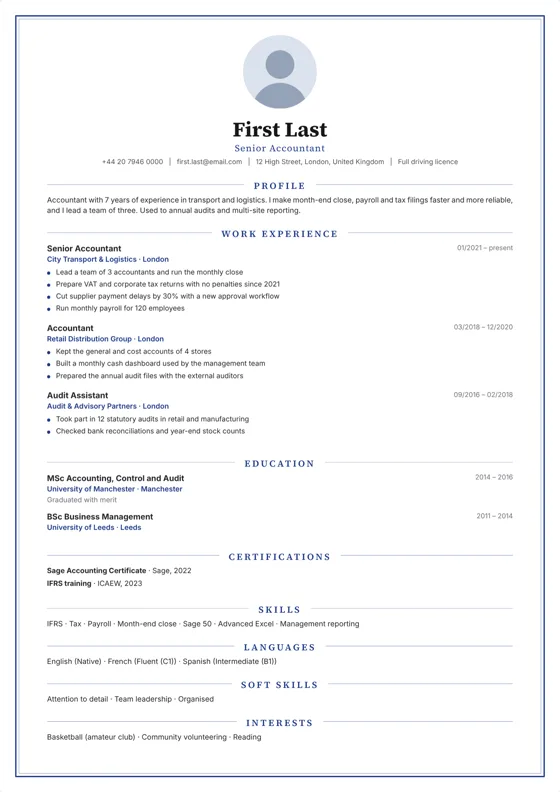 First Last
Senior Accountant
+44 20 7946 0000 | first.last@email.com | 12 High Street, London, United Kingdom | Full driving licence
PROFILE
Accountant with 7 years of experience in transport and logistics. I make month-end close, payroll and tax filings faster and more reliable,
and I lead a team of three. Used to annual audits and multi-site reporting.
WORK EXPERIENCE
Senior Accountant 01/2021 – present
City Transport & Logistics · London
• Lead a team of 3 accountants and run the monthly close
• Prepare VAT and corporate tax returns with no penalties since 2021
• Cut supplier payment delays by 30% with a new approval workflow
• Run monthly payroll for 120 employees
Accountant 03/2018 – 12/2020
Retail Distribution Group · London
• Kept the general and cost accounts of 4 stores
• Built a monthly cash dashboard used by the management team
• Prepared the annual audit files with the external auditors
Audit Assistant 09/2016 – 02/2018
Audit & Advisory Partners · London
• Took part in 12 statutory audits in retail and manufacturing
• Checked bank reconciliations and year-end stock counts
EDUCATION
MSc Accounting, Control and Audit 2014 – 2016
University of Manchester · Manchester
Graduated with merit
BSc Business Management 2011 – 2014
University of Leeds · Leeds
CERTIFICATIONS
Sage Accounting Certificate · Sage, 2022
IFRS training · ICAEW, 2023
SKILLS
IFRS · Tax · Payroll · Month-end close · Sage 50 · Advanced Excel · Management reporting
LANGUAGES
English (Native) · French (Fluent (C1)) · Spanish (Intermediate (B1))
SOFT SKILLS
Attention to detail · Team leadership · Organised
INTERESTS
Basketball (amateur club) · Community volunteering · Reading